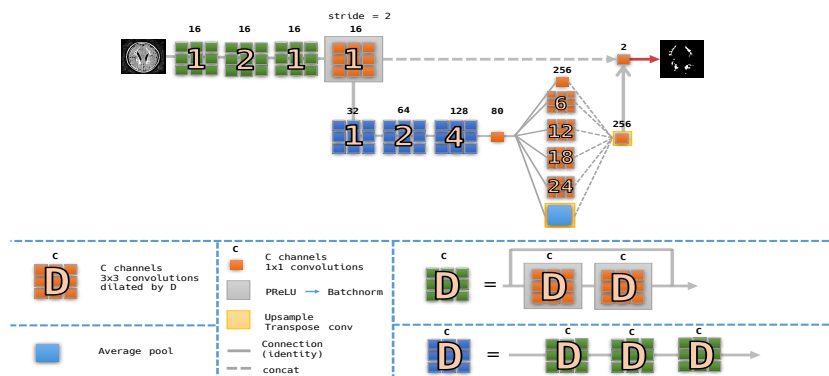 stride = 2
16 16 16 16
1 2 1 1
2
32 64 128 80 256
1 2 4
6
12
18
24
256
C
D
C channels
3x3 convolutions
dilated by D
Average pool
C
C channels
1x1 convolutions
PReLU Batchnorm
Upsample
Transpose conv
Connection
(identity)
concat
C
D = 
C C
D D
C
D =
C C C
D D D